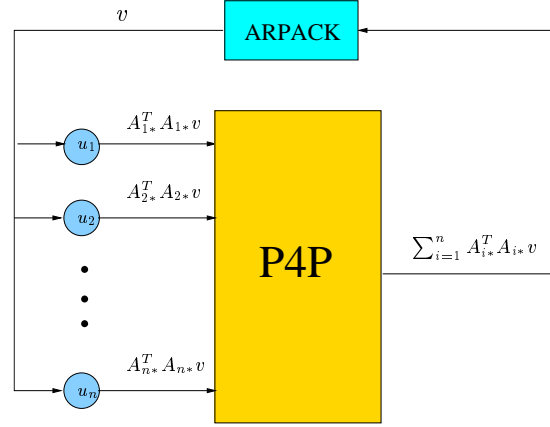 v
ARPACK
u_1
A_{1*}^T A_{1*} v
u_2
A_{2*}^T A_{2*} v
P4P
\sum_{i=1}^n A_{i*}^T A_{i*} v
u_n
A_{n*}^T A_{n*} v